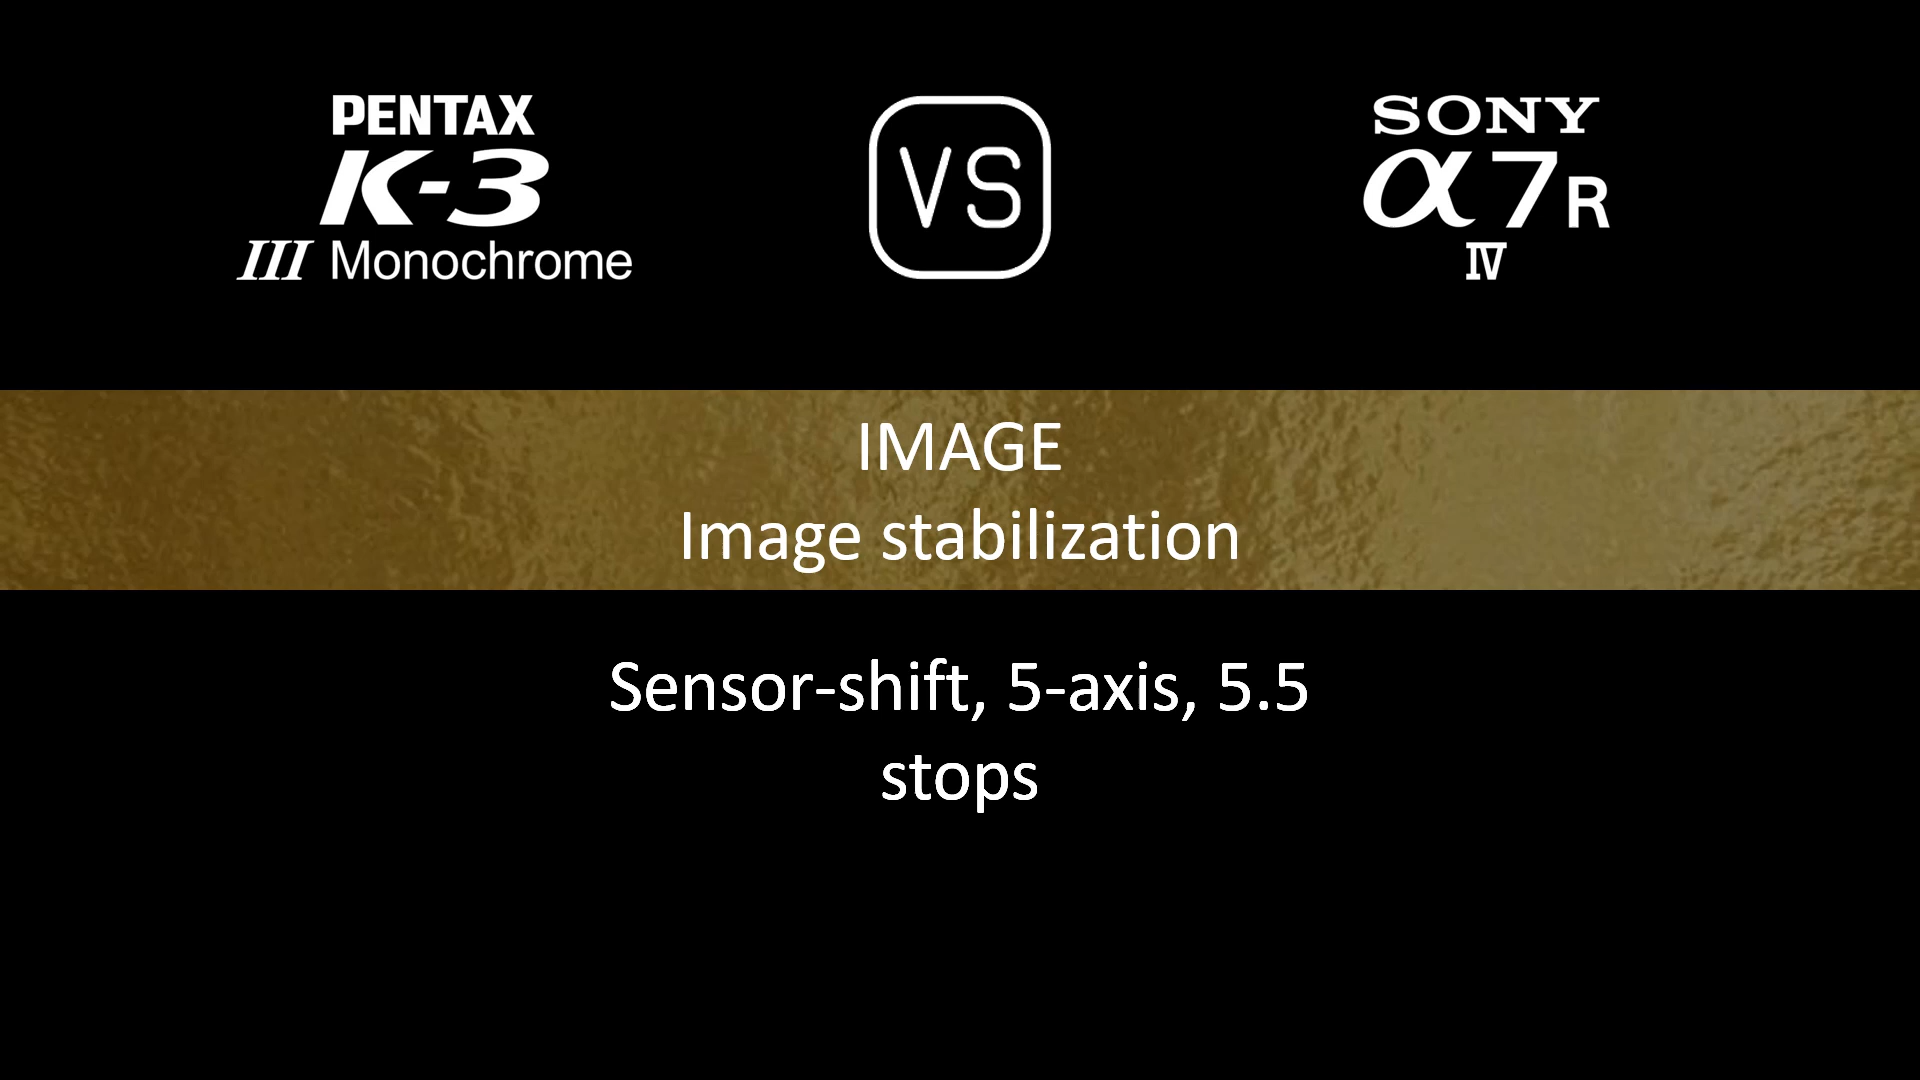 PENTAX
K-3
III Monochrome
VS
SONY
α7R
IV
IMAGE
Image stabilization
Sensor-shift, 5-axis, 5.5
stops